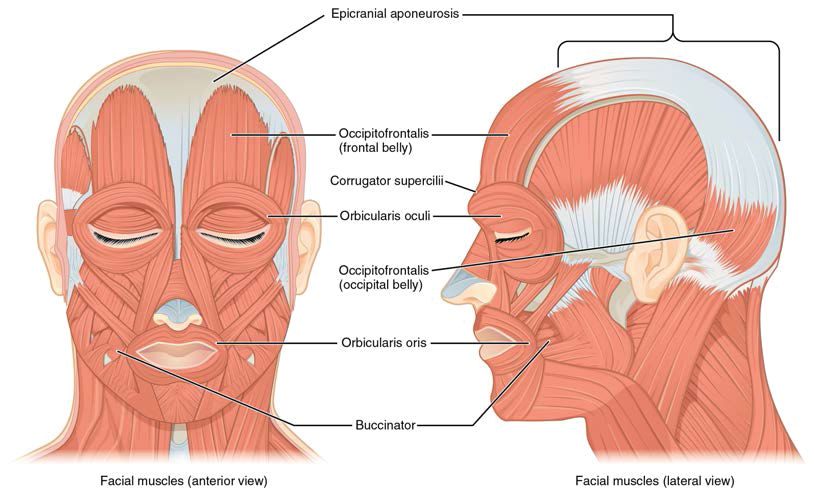 Epicranial aponeurosis
Occipitofrontalis
(frontal belly)
Corrugator supercilii
Orbicularis oculi
Occipitofrontalis
(occipital belly)
Orbicularis oris
Buccinator
Facial muscles (anterior view)
Facial muscles (lateral view)